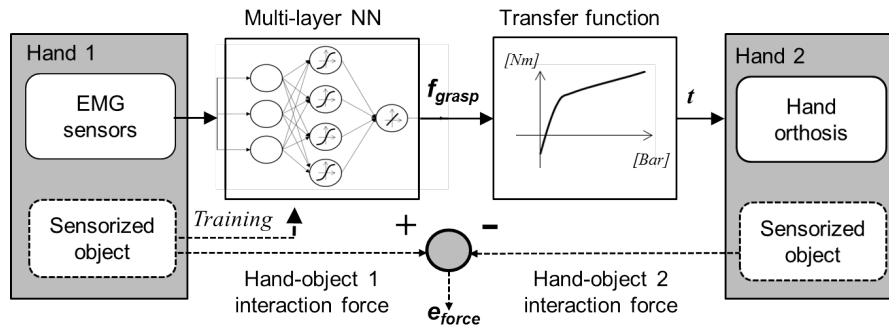 Multi-layer NN
Transfer function
Hand 1
EMG
sensors
f_grasp
[Nm]
[Bar]
t
Hand 2
Hand
orthosis
Sensorized
object
Training
+
-
Sensorized
object
Hand-object 1
interaction force
e_force
Hand-object 2
interaction force